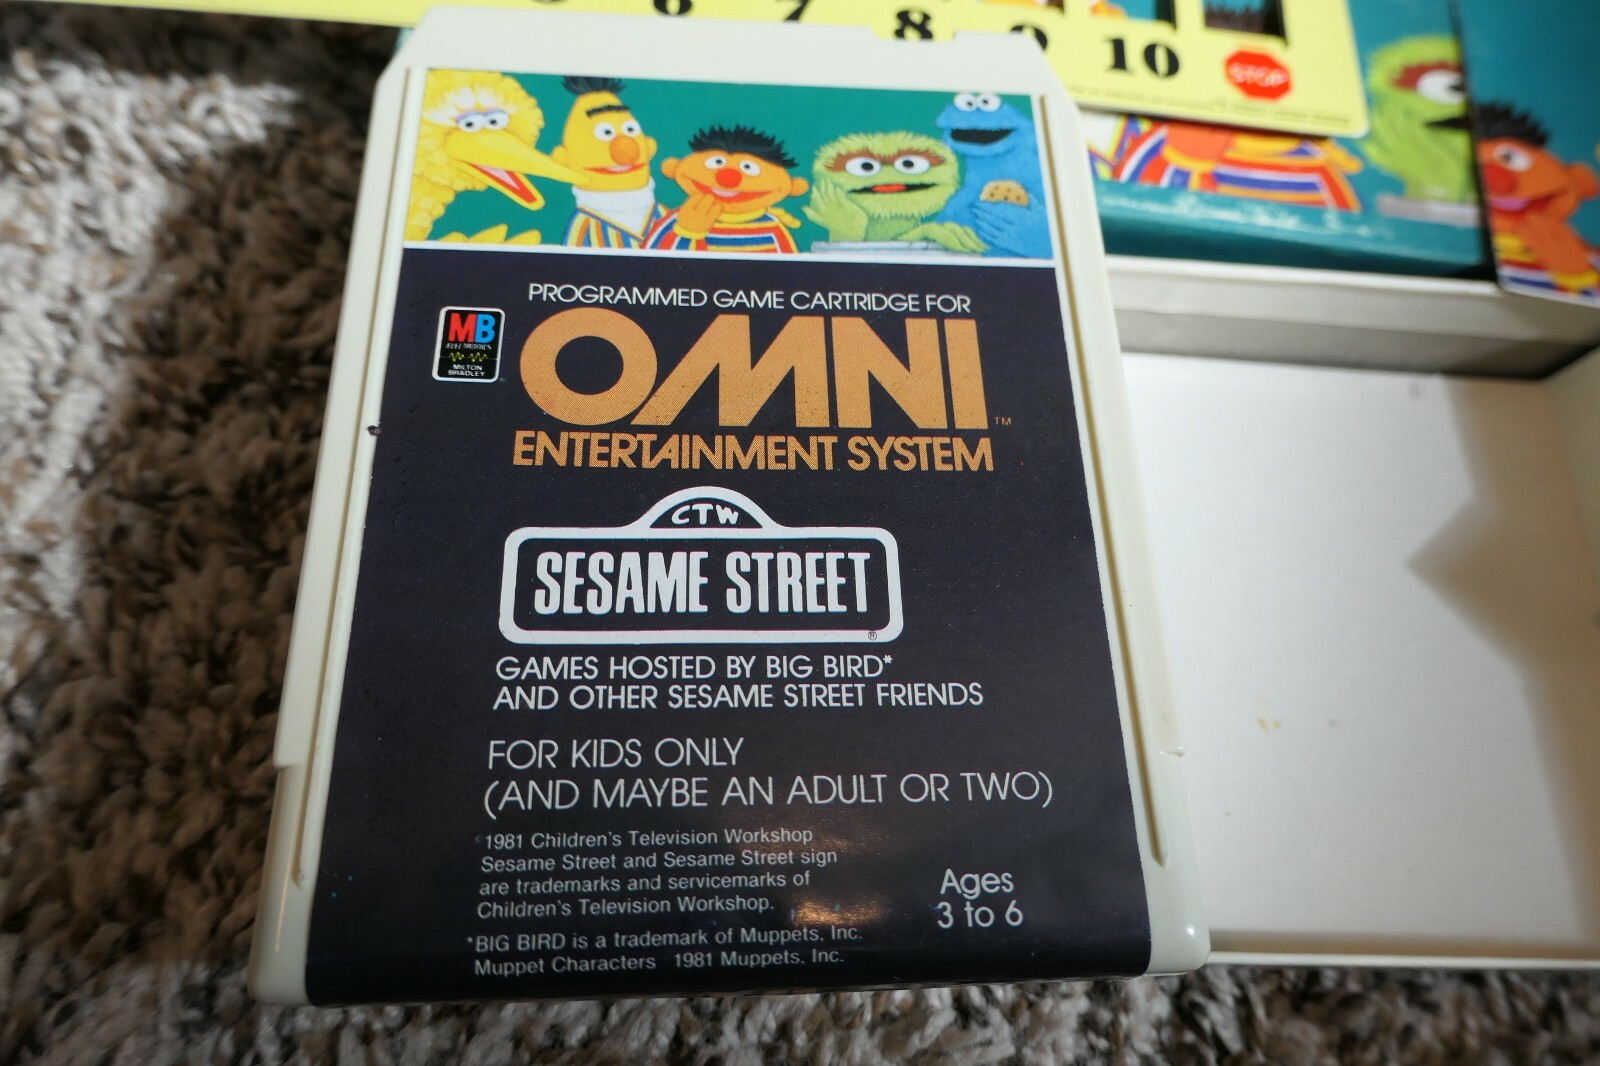 6 7 8 9 10
STOP
PROGRAMMED GAME CARTRIDGE FOR
MB
ELECTRONICS
MILTON
BRADLEY
OMNI
TM
ENTERTAINMENT SYSTEM
CTW
SESAME STREET
®
GAMES HOSTED BY BIG BIRD*
AND OTHER SESAME STREET FRIENDS
FOR KIDS ONLY
(AND MAYBE AN ADULT OR TWO)
1981 Children's Television Workshop
Sesame Street and Sesame Street sign
are trademarks and servicemarks of
Children's Television Workshop.
Ages
3 to 6
*BIG BIRD is a trademark of Muppets, Inc.
Muppet Characters 1981 Muppets, Inc.